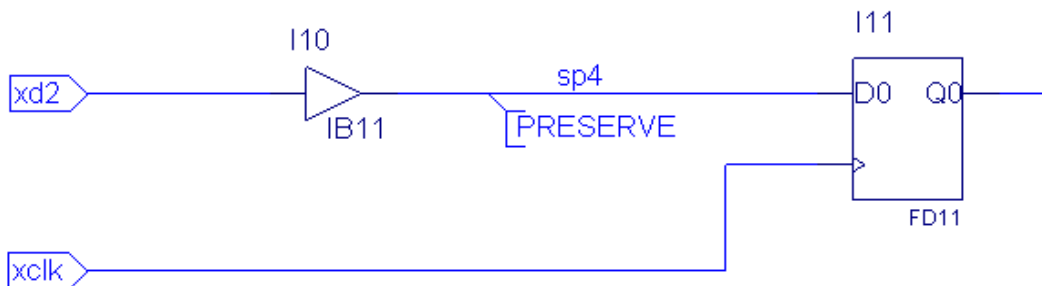 I10
I11
xd2
sp4
D0
Q0
IB11
PRESERVE
FD11
xclk